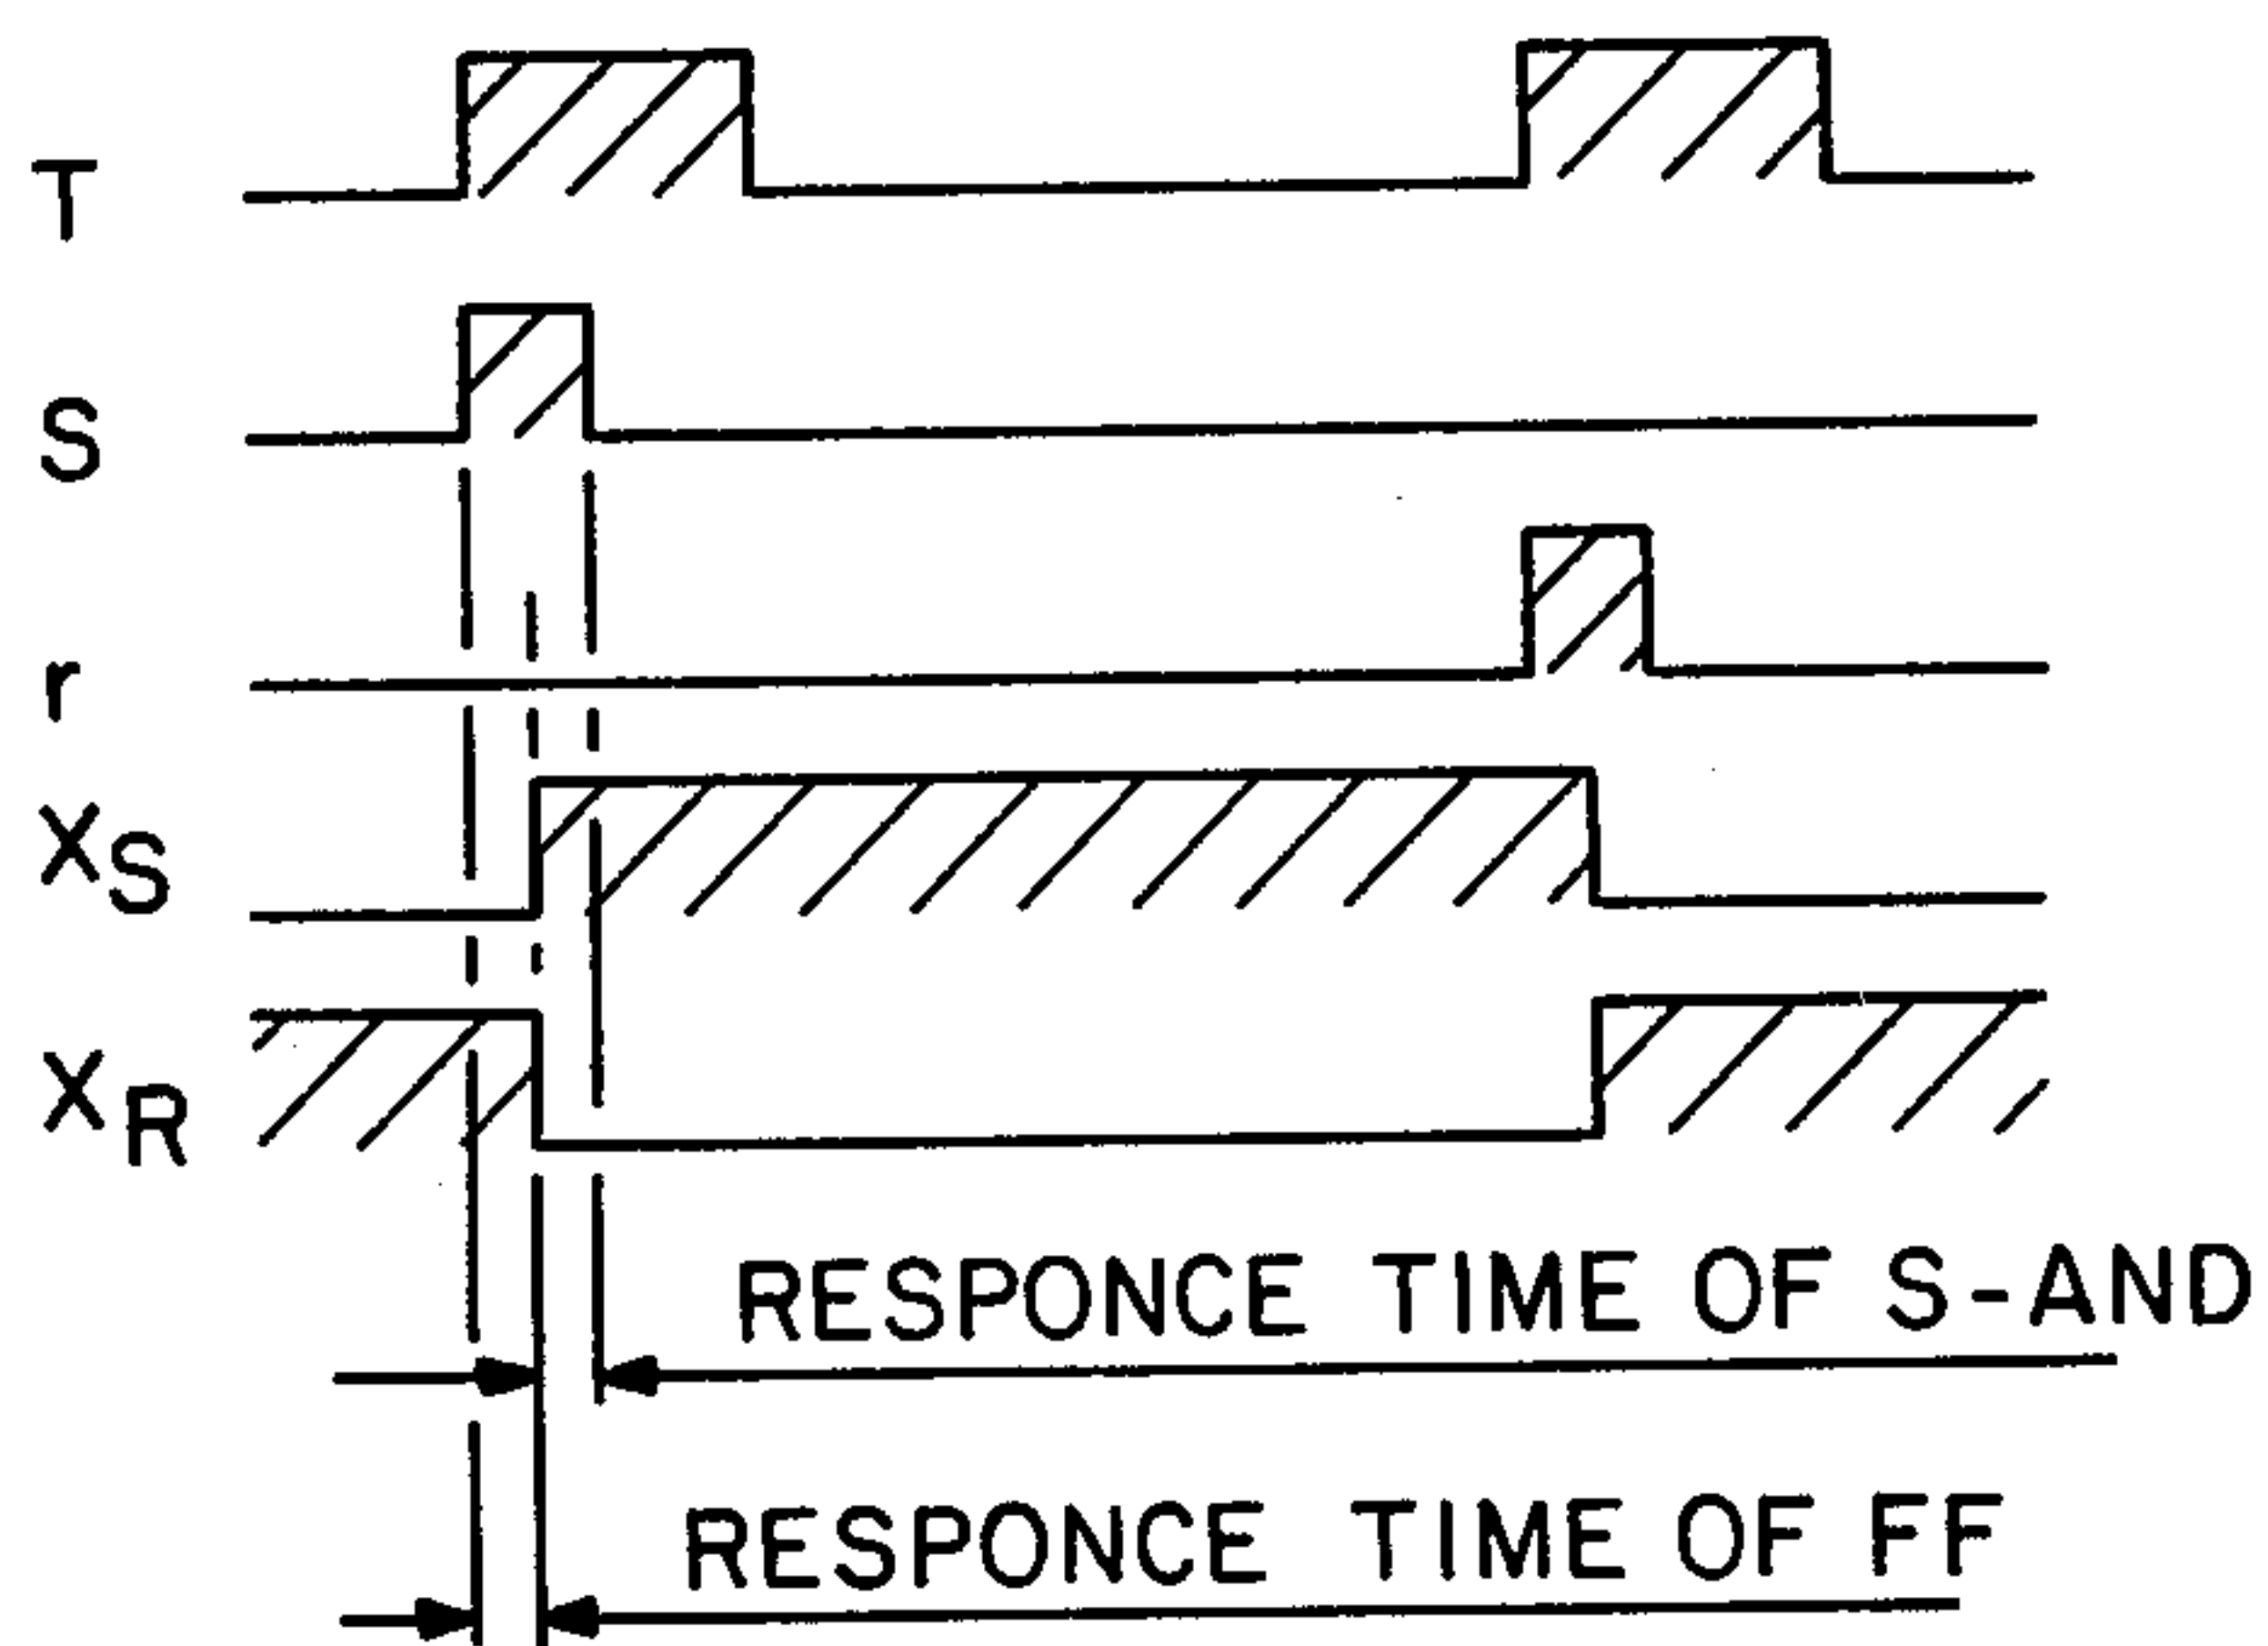 T
S
r
XS
XR
RESPONCE TIME OF S-AND
RESPONCE TIME OF FF